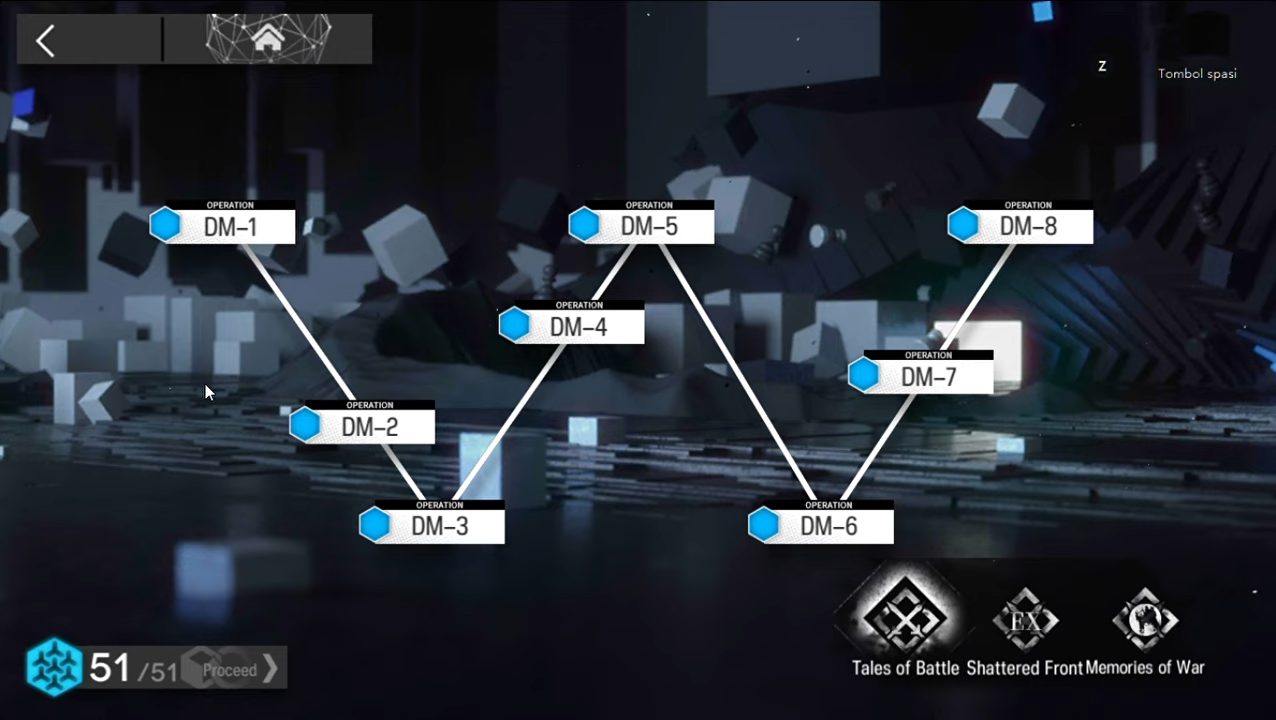 Z
Tombol spasi
OPERATION
DM-1
OPERATION
DM-5
OPERATION
DM-8
OPERATION
DM-4
OPERATION
DM-7
OPERATION
DM-2
OPERATION
DM-3
OPERATION
DM-6
EX
51/51 Proceed
Tales of Battle
Shattered Front
Memories of War